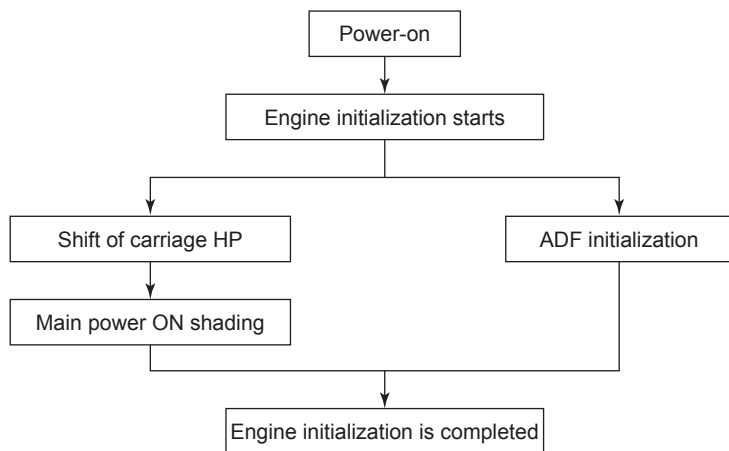 Power-on
Engine initialization starts
Shift of carriage HP
ADF initialization
Main power ON shading
Engine initialization is completed